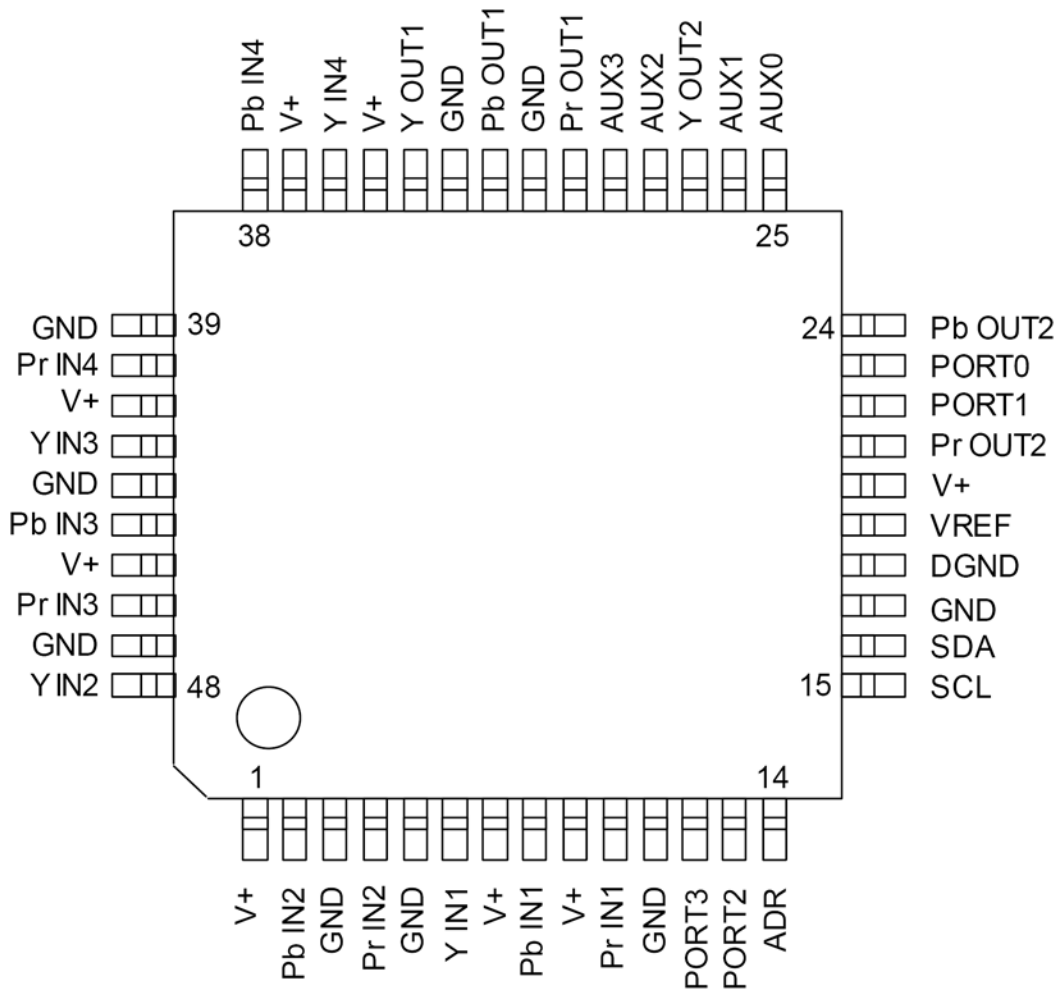 Pb IN4
V+
Y IN4
V+
Y OUT1
GND
Pb OUT1
GND
Pr OUT1
AUX3
AUX2
Y OUT2
AUX1
AUX0
38
25
GND
39
24
Pb OUT2
Pr IN4
PORT0
V+
PORT1
Y IN3
Pr OUT2
GND
V+
Pb IN3
VREF
V+
DGND
Pr IN3
GND
GND
SDA
Y IN2
48
15
SCL
1
14
V+
Pb IN2
GND
Pr IN2
GND
Y IN1
V+
Pb IN1
V+
Pr IN1
GND
PORT3
PORT2
ADR